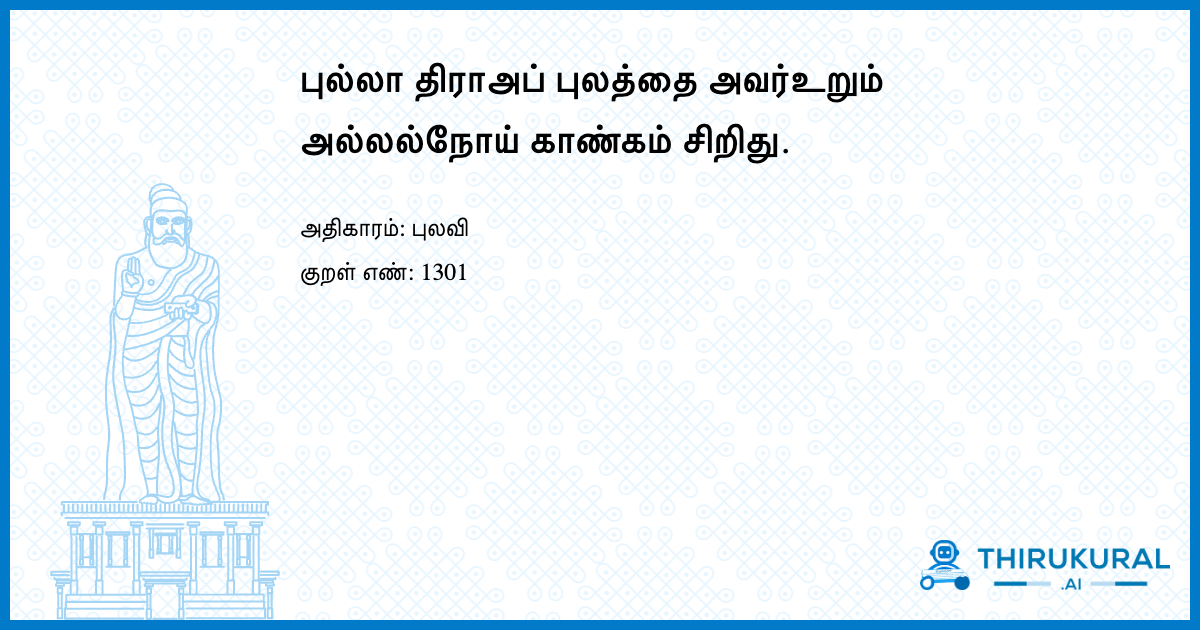 புல்லா திராஅப் புலத்தை அவர்உறும்
அல்லல்நோய் காண்கம் சிறிது.
அதிகாரம்: புலவி
குறள் எண்: 1301
THIRUKURAL
.AI